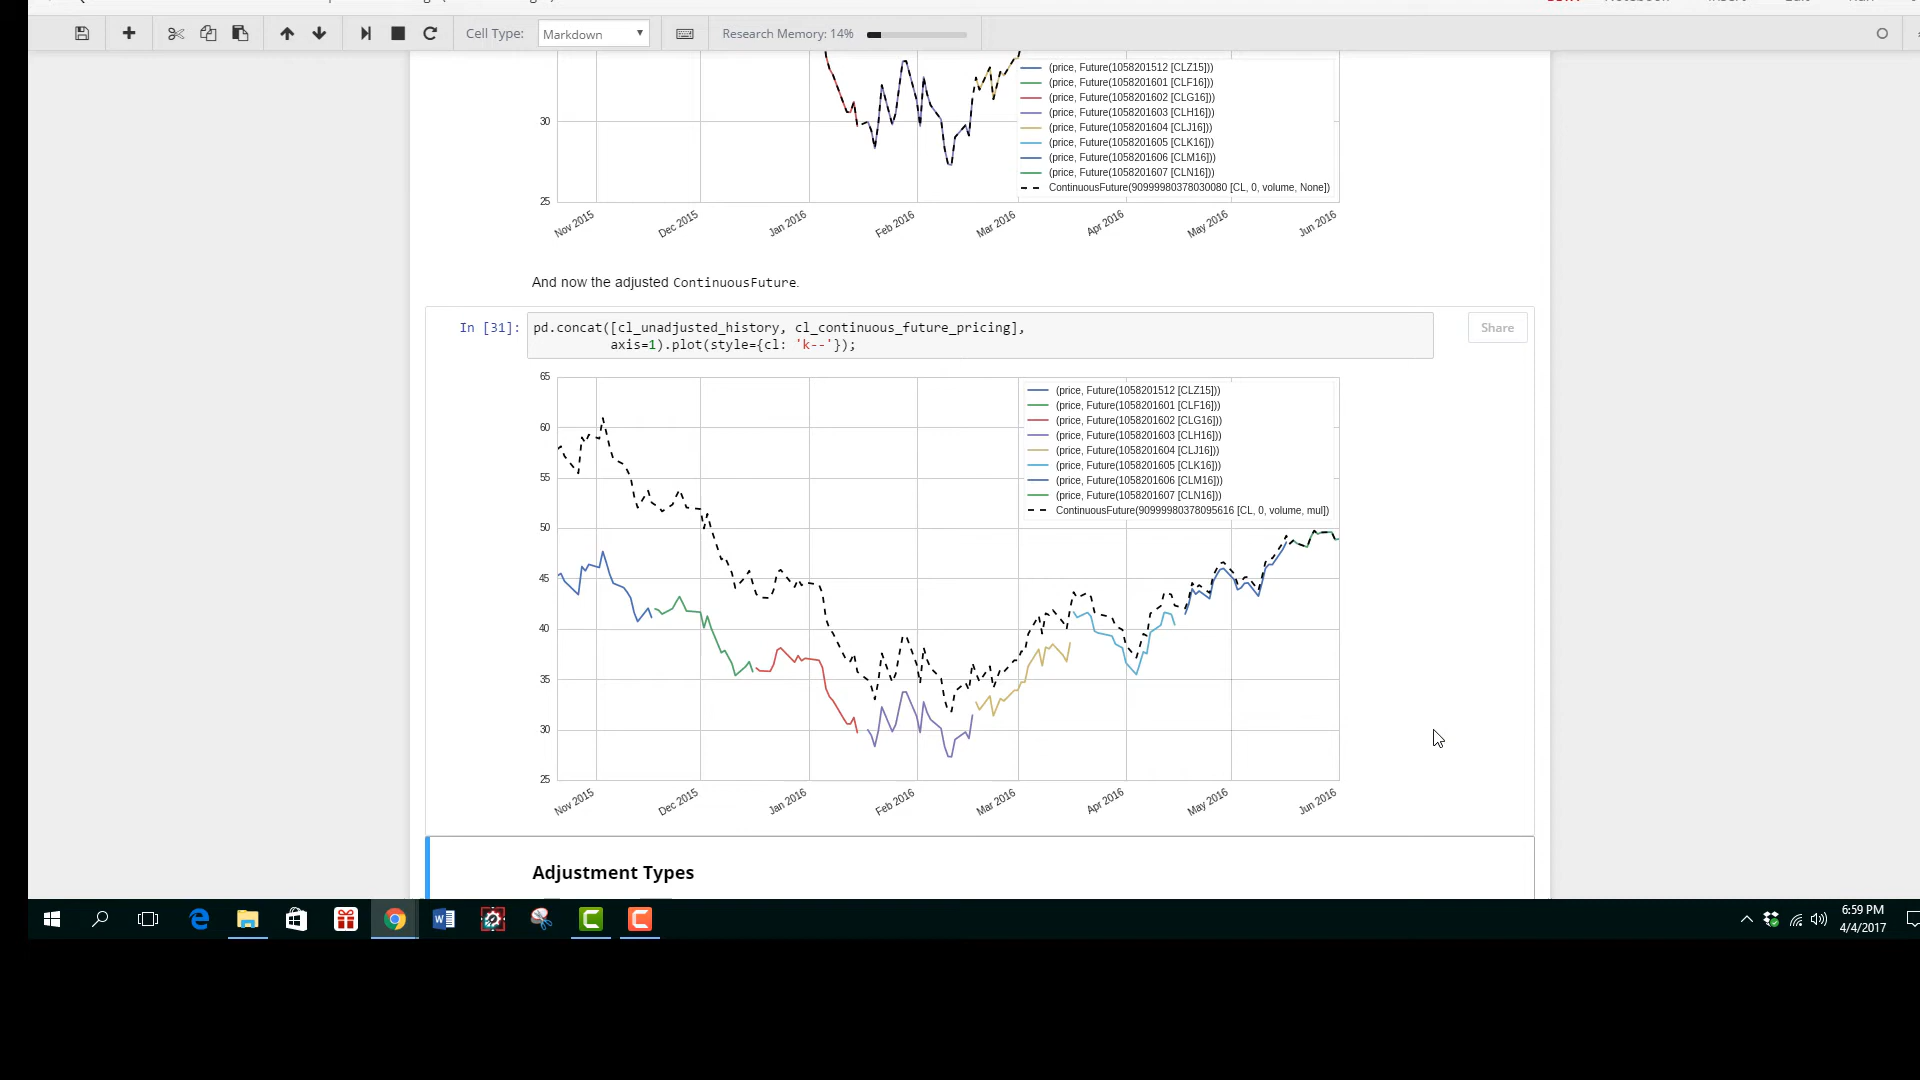 Cell Type: Markdown Research Memory: 14%
(price, Future(1058201512 [CLZ15]))
(price, Future(1058201601 [CLF16]))
(price, Future(1058201602 [CLG16]))
(price, Future(1058201603 [CLH16]))
(price, Future(1058201604 [CLJ16]))
(price, Future(1058201605 [CLK16]))
(price, Future(1058201606 [CLM16]))
(price, Future(1058201607 [CLN16]))
ContinuousFuture(90999980378030080 [CL, 0, volume, None])
30
25
Nov 2015 Dec 2015 Jan 2016 Feb 2016 Mar 2016 Apr 2016 May 2016 Jun 2016
And now the adjusted ContinuousFuture.
In [31]: pd.concat([cl_unadjusted_history, cl_continuous_future_pricing],
axis=1).plot(style={cl: 'k--'});
Share
65
60
55
50
45
40
35
30
25
(price, Future(1058201512 [CLZ15]))
(price, Future(1058201601 [CLF16]))
(price, Future(1058201602 [CLG16]))
(price, Future(1058201603 [CLH16]))
(price, Future(1058201604 [CLJ16]))
(price, Future(1058201605 [CLK16]))
(price, Future(1058201606 [CLM16]))
(price, Future(1058201607 [CLN16]))
ContinuousFuture(90999980378095616 [CL, 0, volume, mul])
Nov 2015 Dec 2015 Jan 2016 Feb 2016 Mar 2016 Apr 2016 May 2016 Jun 2016
Adjustment Types
6:59 PM
4/4/2017